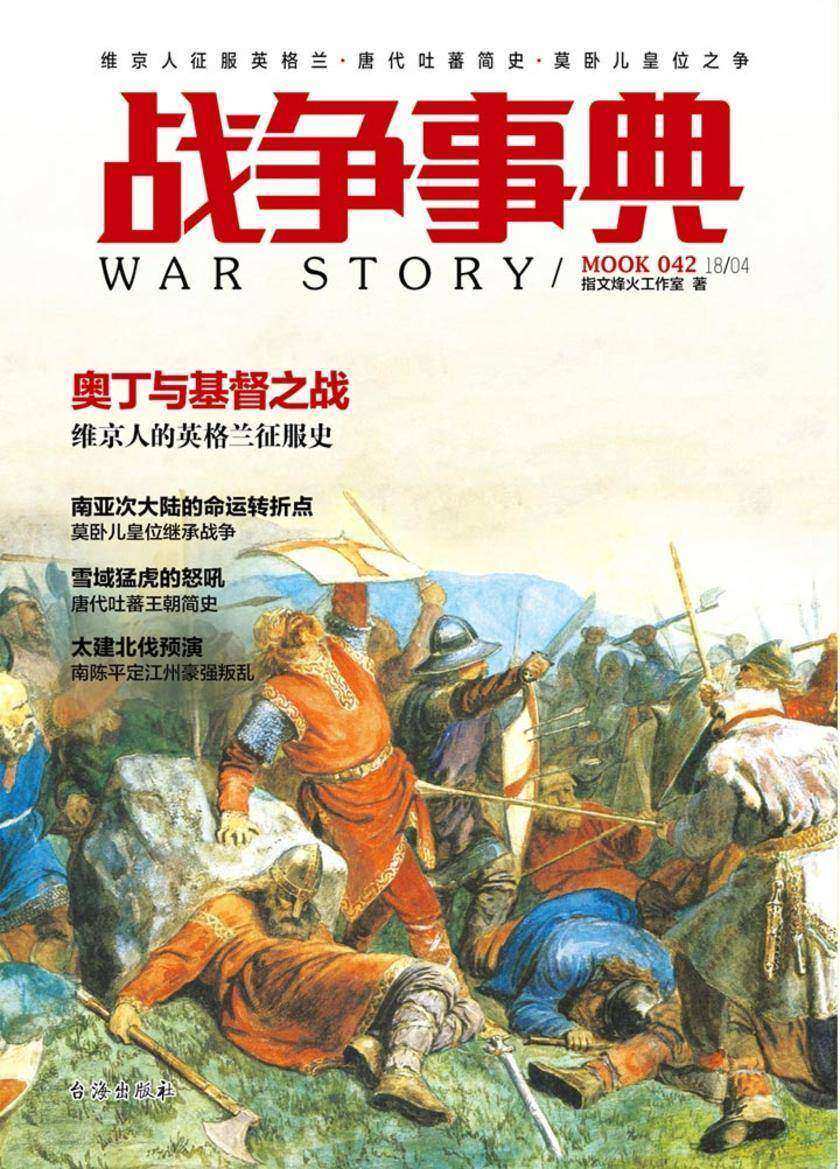 维京人征服英格兰·唐代吐蕃简史·莫卧儿皇位之争
战争事典
WAR STORY/
MOOK 042 18/04
指文烽火工作室 著
奥丁与基督之战
维京人的英格兰征服史
南亚次大陆的命运转折点
莫卧儿皇位继承战争
雪域猛虎的怒吼
唐代吐蕃王朝简史
太建北伐预演
南陈平定江州豪强叛乱
台海出版社